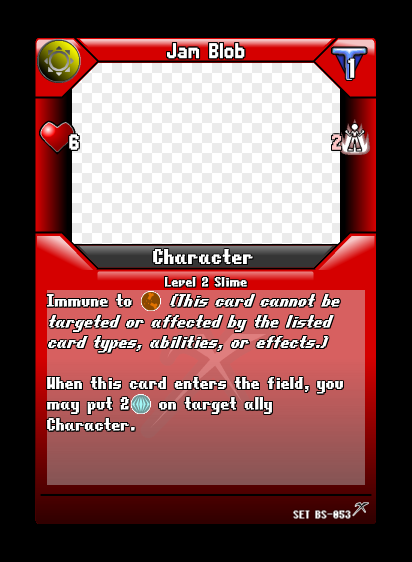 Jam Blob
1
6
2
Character
Level 2 Slime
Immune to (This card cannot be
targeted or affected by the listed
card types, abilities, or effects.)
When this card enters the field, you
may put 2 on target ally
Character.
SET BS-053